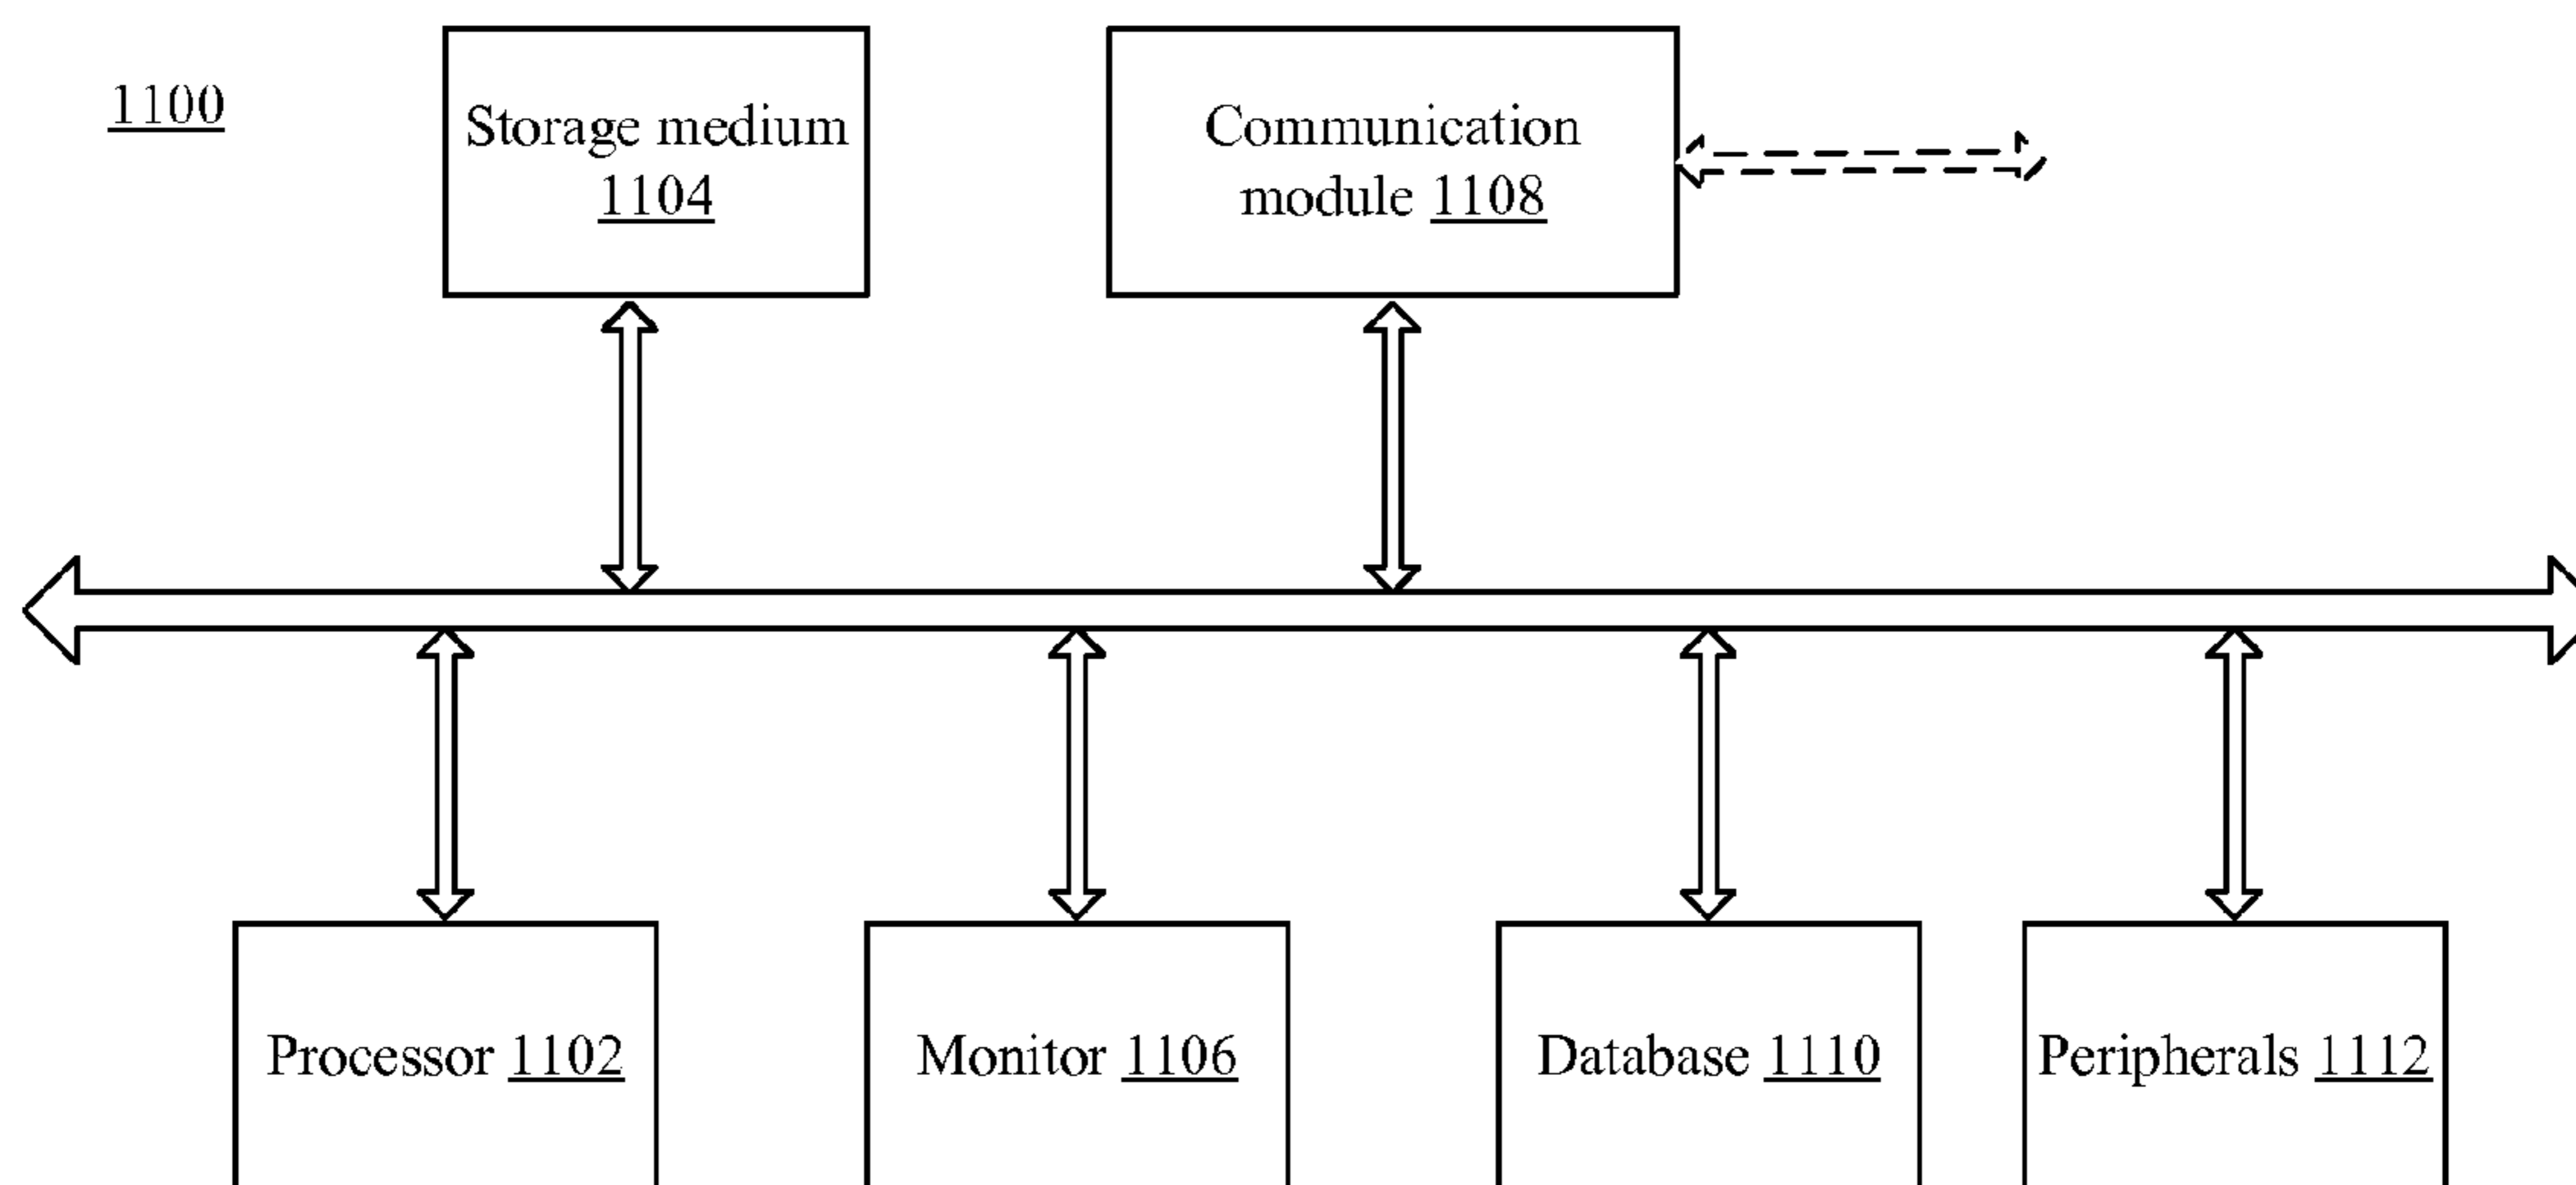 1100
Storage medium
1104
Communication
module 1108
Processor 1102
Monitor 1106
Database 1110
Peripherals 1112